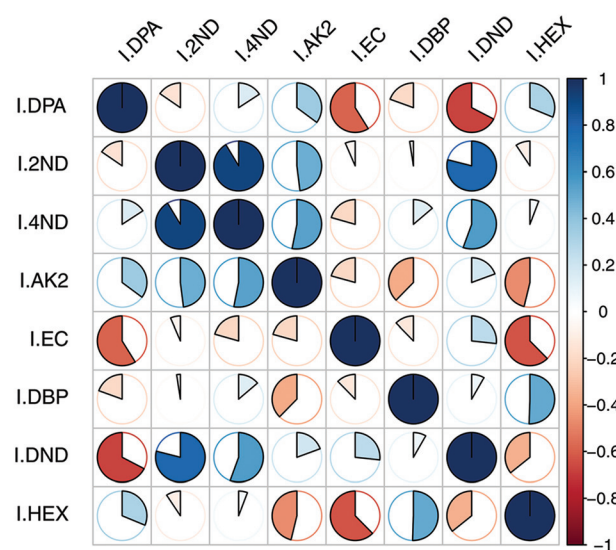 I.DPA I.2ND I.4ND I.AK2 I.EC I.DBP I.DND I.HEX
I.DPA
I.2ND
I.4ND
I.AK2
I.EC
I.DBP
I.DND
I.HEX
1
0.8
0.6
0.4
0.2
0
−0.2
−0.4
−0.6
−0.8
−1